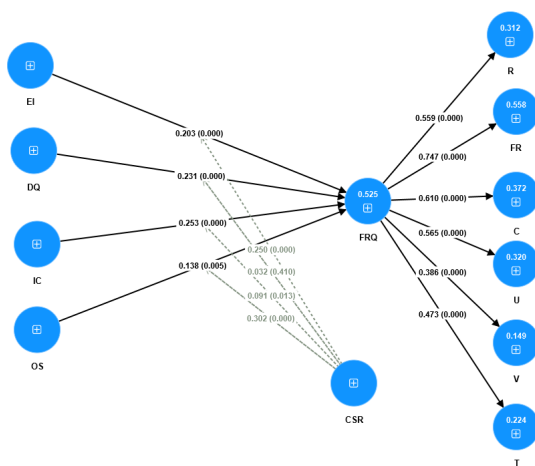 0.312
R
EI
0.203 (0.000)
0.559 (0.000)
0.558
FR
DQ
0.231 (0.000)
0.747 (0.000)
0.525
FRQ
0.610 (0.000)
0.372
C
IC
0.253 (0.000)
0.565 (0.000)
0.320
U
0.138 (0.005)
0.250 (0.000)
0.032 (0.410)
0.091 (0.013)
0.302 (0.000)
0.386 (0.000)
0.473 (0.000)
OS
0.149
V
CSR
0.224
T